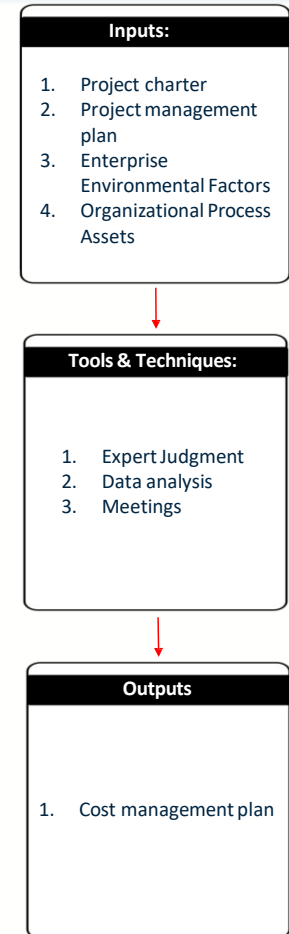 Inputs:
1. Project charter
2. Project management
plan
3. Enterprise
Environmental Factors
4. Organizational Process
Assets
Tools & Techniques:
1. Expert Judgment
2. Data analysis
3. Meetings
Outputs
1. Cost management plan